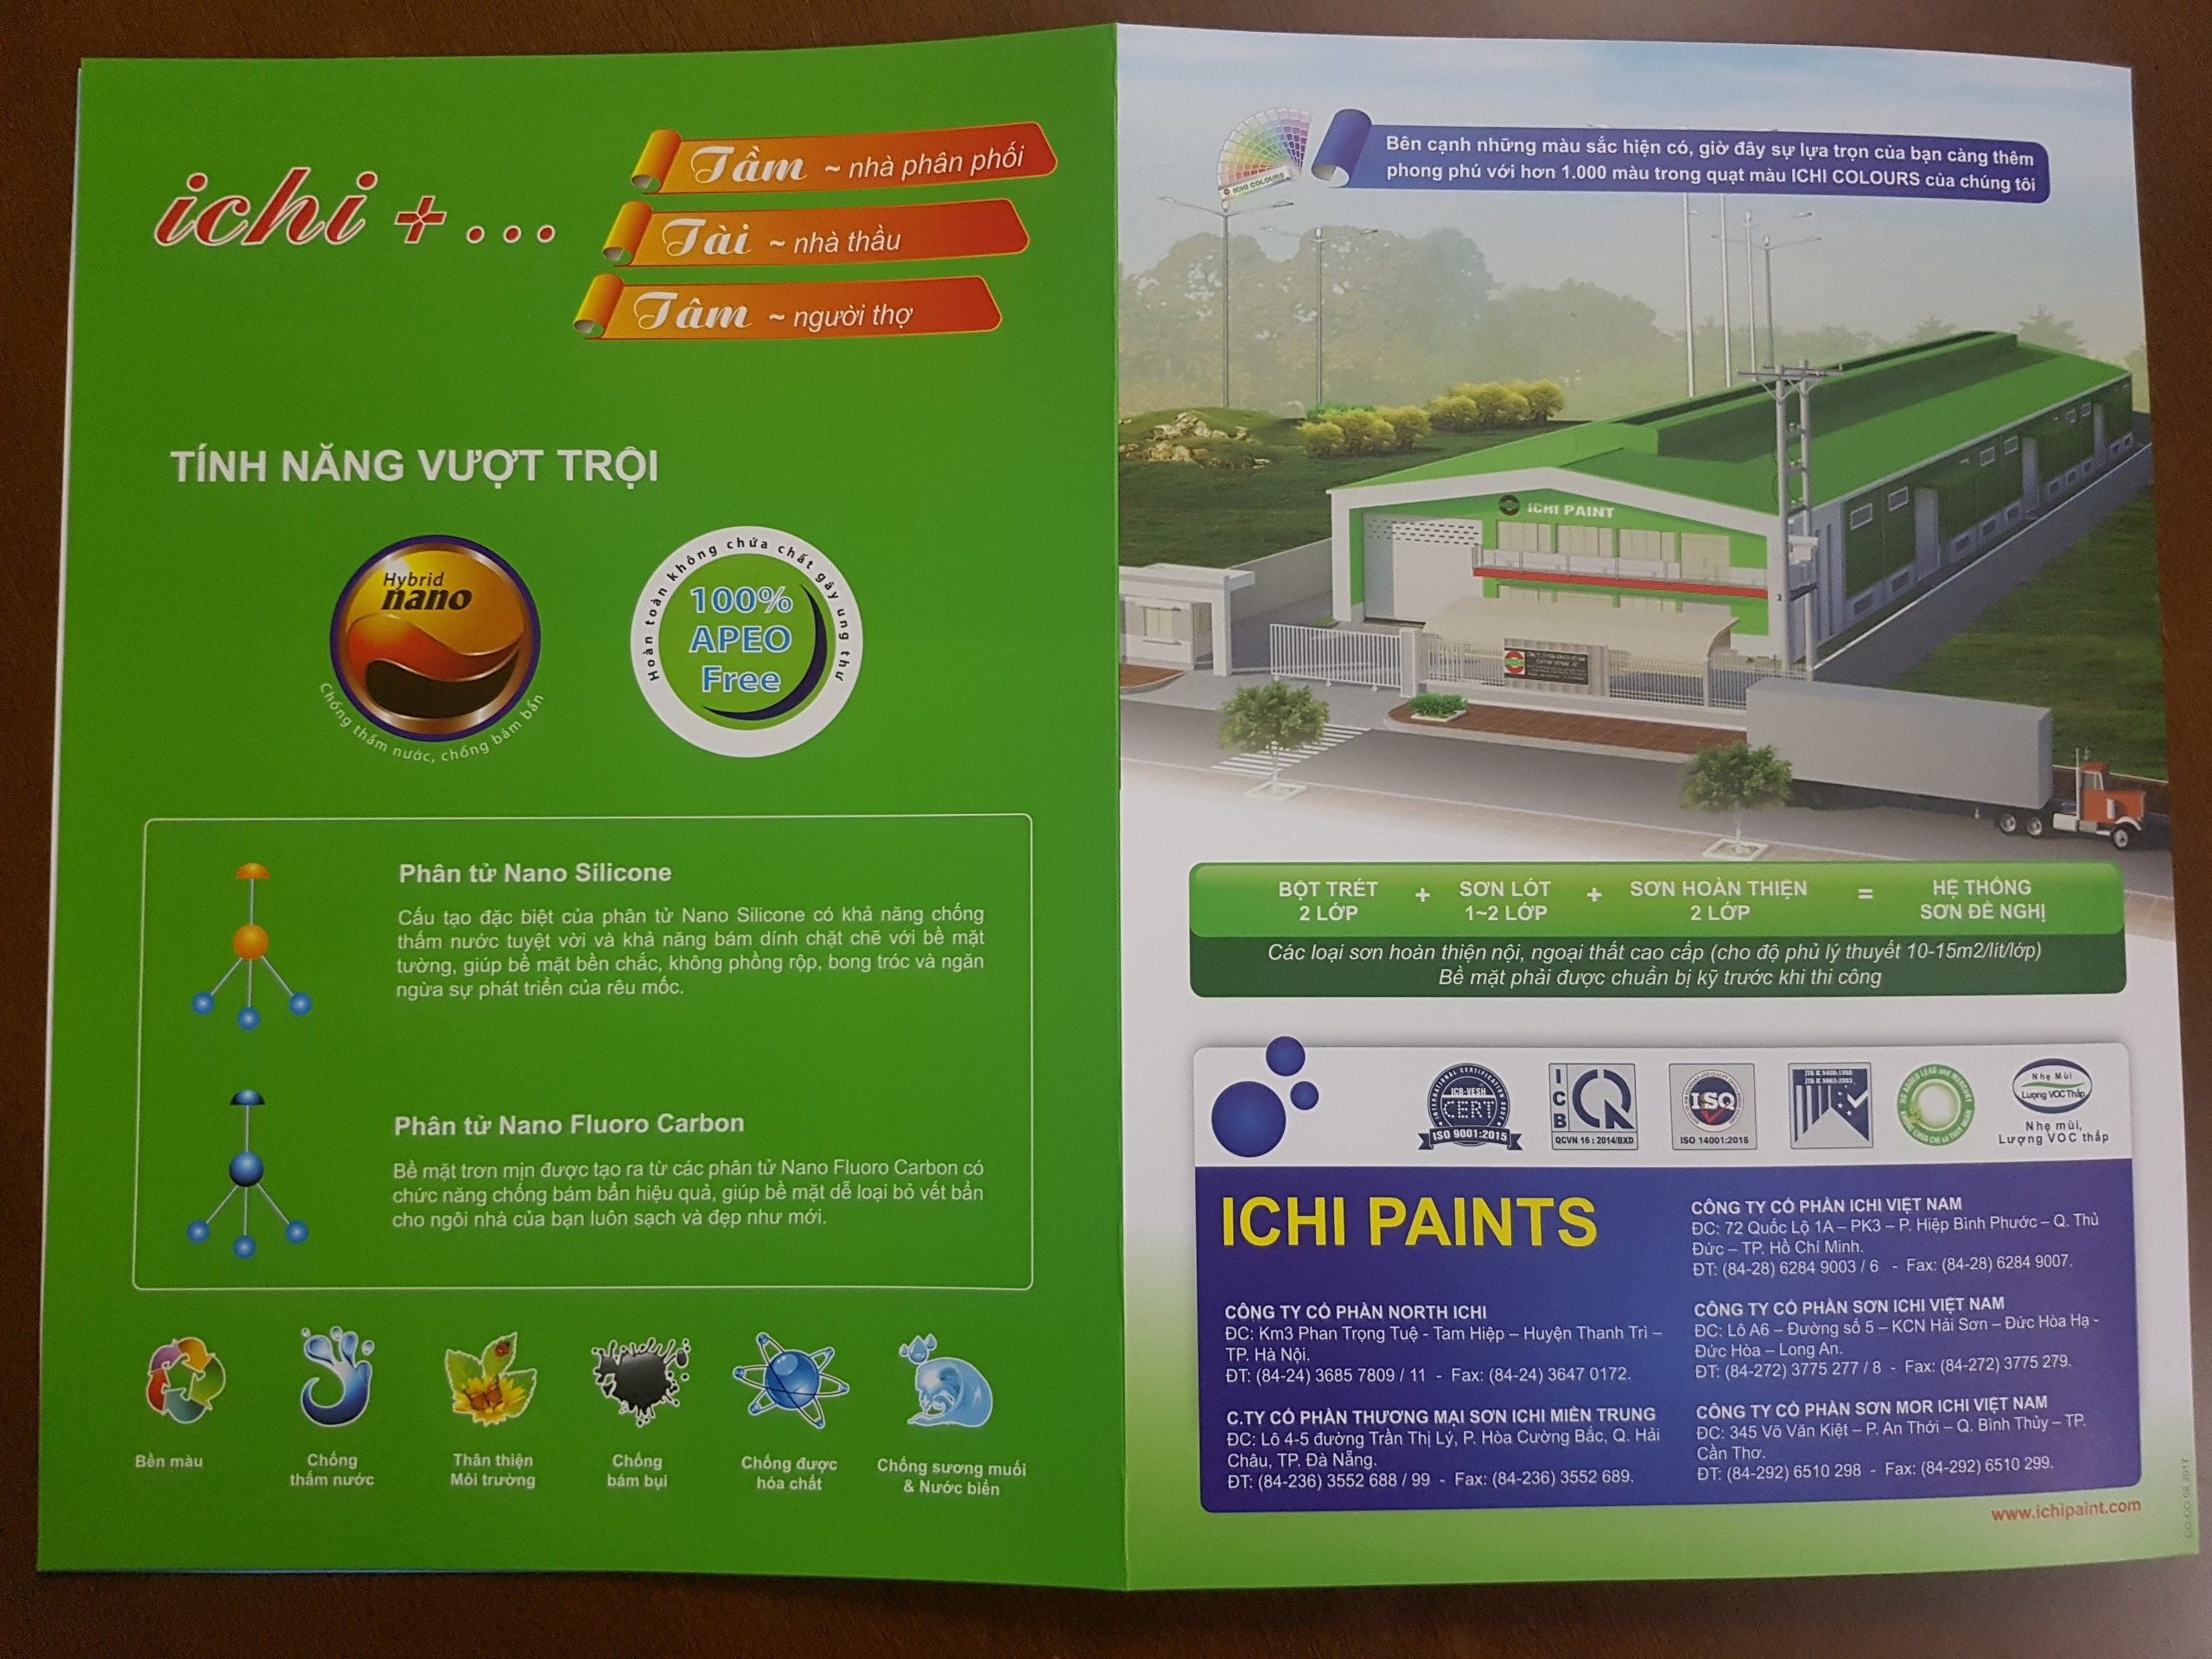 ichi + ...
Tầm ~ nhà phân phối
Tài ~ nhà thầu
Tâm ~ người thợ
TÍNH NĂNG VƯỢT TRỘI
Hybrid
nano
Chống thấm nước, chống bám bẩn
Hoàn toàn không chứa chất gây ung thư
100%
APEO
Free
Phân tử Nano Silicone
Cấu tạo đặc biệt của phân tử Nano Silicone có khả năng chống
thấm nước tuyệt vời và khả năng bám dính chặt chẽ với bề mặt
tường, giúp bề mặt bền chắc, không phồng rộp, bong tróc và ngăn
ngừa sự phát triển của rêu mốc.
Phân tử Nano Fluoro Carbon
Bề mặt trơn mịn được tạo ra từ các phân tử Nano Fluoro Carbon có
chức năng chống bám bẩn hiệu quả, giúp bề mặt dễ loại bỏ vết bẩn
cho ngôi nhà của bạn luôn sạch và đẹp như mới.
Bền màu
Chống
thấm nước
Thân thiện
Môi trường
Chống
bám bụi
Chống được
hóa chất
Chống sương muối
& Nước biển
ICHI COLOURS
Bên cạnh những màu sắc hiện có, giờ đây sự lựa trọn của bạn càng thêm
phong phú với hơn 1.000 màu trong quạt màu ICHI COLOURS của chúng tôi
ICHI PAINT
BỘT TRÉT
2 LỚP
+
SƠN LÓT
1~2 LỚP
+
SƠN HOÀN THIỆN
2 LỚP
=
HỆ THỐNG
SƠN ĐỀ NGHỊ
Các loại sơn hoàn thiện nội, ngoại thất cao cấp (cho độ phủ lý thuyết 10-15m2/lít/lớp)
Bề mặt phải được chuẩn bị kỹ trước khi thi công
ICB-VESH
CERT
ISO 9001:2015
ICB
QCVN 16 : 2014/BXD
ISQ
ISO 14001:2015
JIS K 5663:2003
NO ADDED LEAD and MERCURY
Nhẹ Mùi
Lượng VOC Thấp
Nhẹ mùi,
Lượng VOC thấp
ICHI PAINTS
CÔNG TY CỔ PHẦN NORTH ICHI
ĐC: Km3 Phan Trọng Tuệ - Tam Hiệp – Huyện Thanh Trì –
TP. Hà Nội.
ĐT: (84-24) 3685 7809 / 11 - Fax: (84-24) 3647 0172.
C.TY CỔ PHẦN THƯƠNG MẠI SƠN ICHI MIỀN TRUNG
ĐC: Lô 4-5 đường Trần Thị Lý, P. Hòa Cường Bắc, Q. Hải
Châu, TP. Đà Nẵng.
ĐT: (84-236) 3552 688 / 99 - Fax: (84-236) 3552 689.
CÔNG TY CỔ PHẦN ICHI VIỆT NAM
ĐC: 72 Quốc Lộ 1A – PK3 – P. Hiệp Bình Phước – Q. Thủ
Đức – TP. Hồ Chí Minh.
ĐT: (84-28) 6284 9003 / 6 - Fax: (84-28) 6284 9007.
CÔNG TY CỔ PHẦN SƠN ICHI VIỆT NAM
ĐC: Lô A6 – Đường số 5 – KCN Hải Sơn – Đức Hòa Hạ -
Đức Hòa – Long An.
ĐT: (84-272) 3775 277 / 8 - Fax: (84-272) 3775 279.
CÔNG TY CỔ PHẦN SƠN MOR ICHI VIỆT NAM
ĐC: 345 Võ Văn Kiệt – P. An Thới – Q. Bình Thủy – TP.
Cần Thơ.
ĐT: (84-292) 6510 298 - Fax: (84-292) 6510 299.
www.ichipaint.com